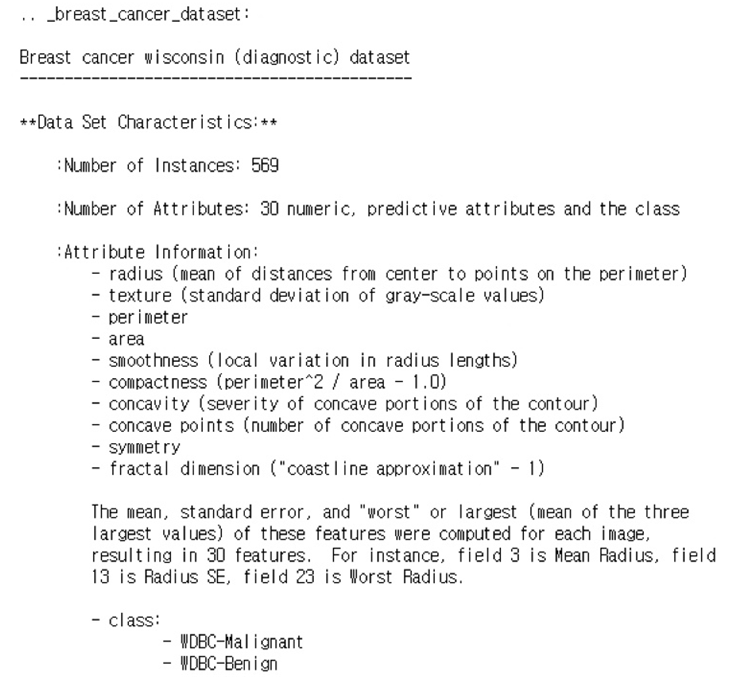 .. _breast_cancer_dataset:
Breast cancer wisconsin (diagnostic) dataset
--------------------------------------------
**Data Set Characteristics:**
:Number of Instances: 569
:Number of Attributes: 30 numeric, predictive attributes and the class
:Attribute Information:
- radius (mean of distances from center to points on the perimeter)
- texture (standard deviation of gray-scale values)
- perimeter
- area
- smoothness (local variation in radius lengths)
- compactness (perimeter^2 / area - 1.0)
- concavity (severity of concave portions of the contour)
- concave points (number of concave portions of the contour)
- symmetry
- fractal dimension ("coastline approximation" - 1)
The mean, standard error, and "worst" or largest (mean of the three
largest values) of these features were computed for each image,
resulting in 30 features.  For instance, field 3 is Mean Radius, field
13 is Radius SE, field 23 is Worst Radius.
- class:
- WDBC-Malignant
- WDBC-Benign